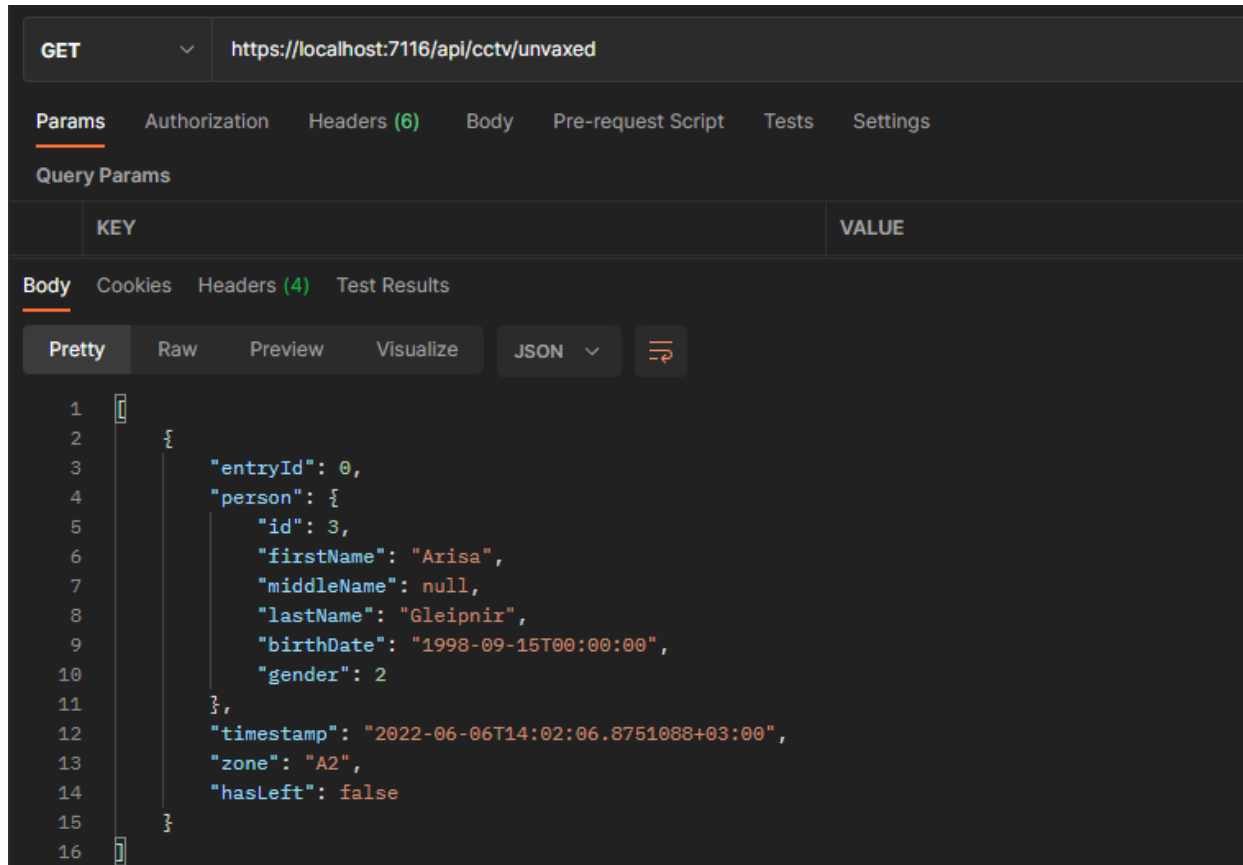 GET https://localhost:7116/api/cctv/unvaxed
Params Authorization Headers (6) Body Pre-request Script Tests Settings
Query Params
KEY VALUE
Body Cookies Headers (4) Test Results
Pretty Raw Preview Visualize JSON
1 [
2 {
3 "entryId": 0,
4 "person": {
5 "id": 3,
6 "firstName": "Arisa",
7 "middleName": null,
8 "lastName": "Gleipnir",
9 "birthDate": "1998-09-15T00:00:00",
10 "gender": 2
11 },
12 "timestamp": "2022-06-06T14:02:06.8751088+03:00",
13 "zone": "A2",
14 "hasLeft": false
15 }
16 ]